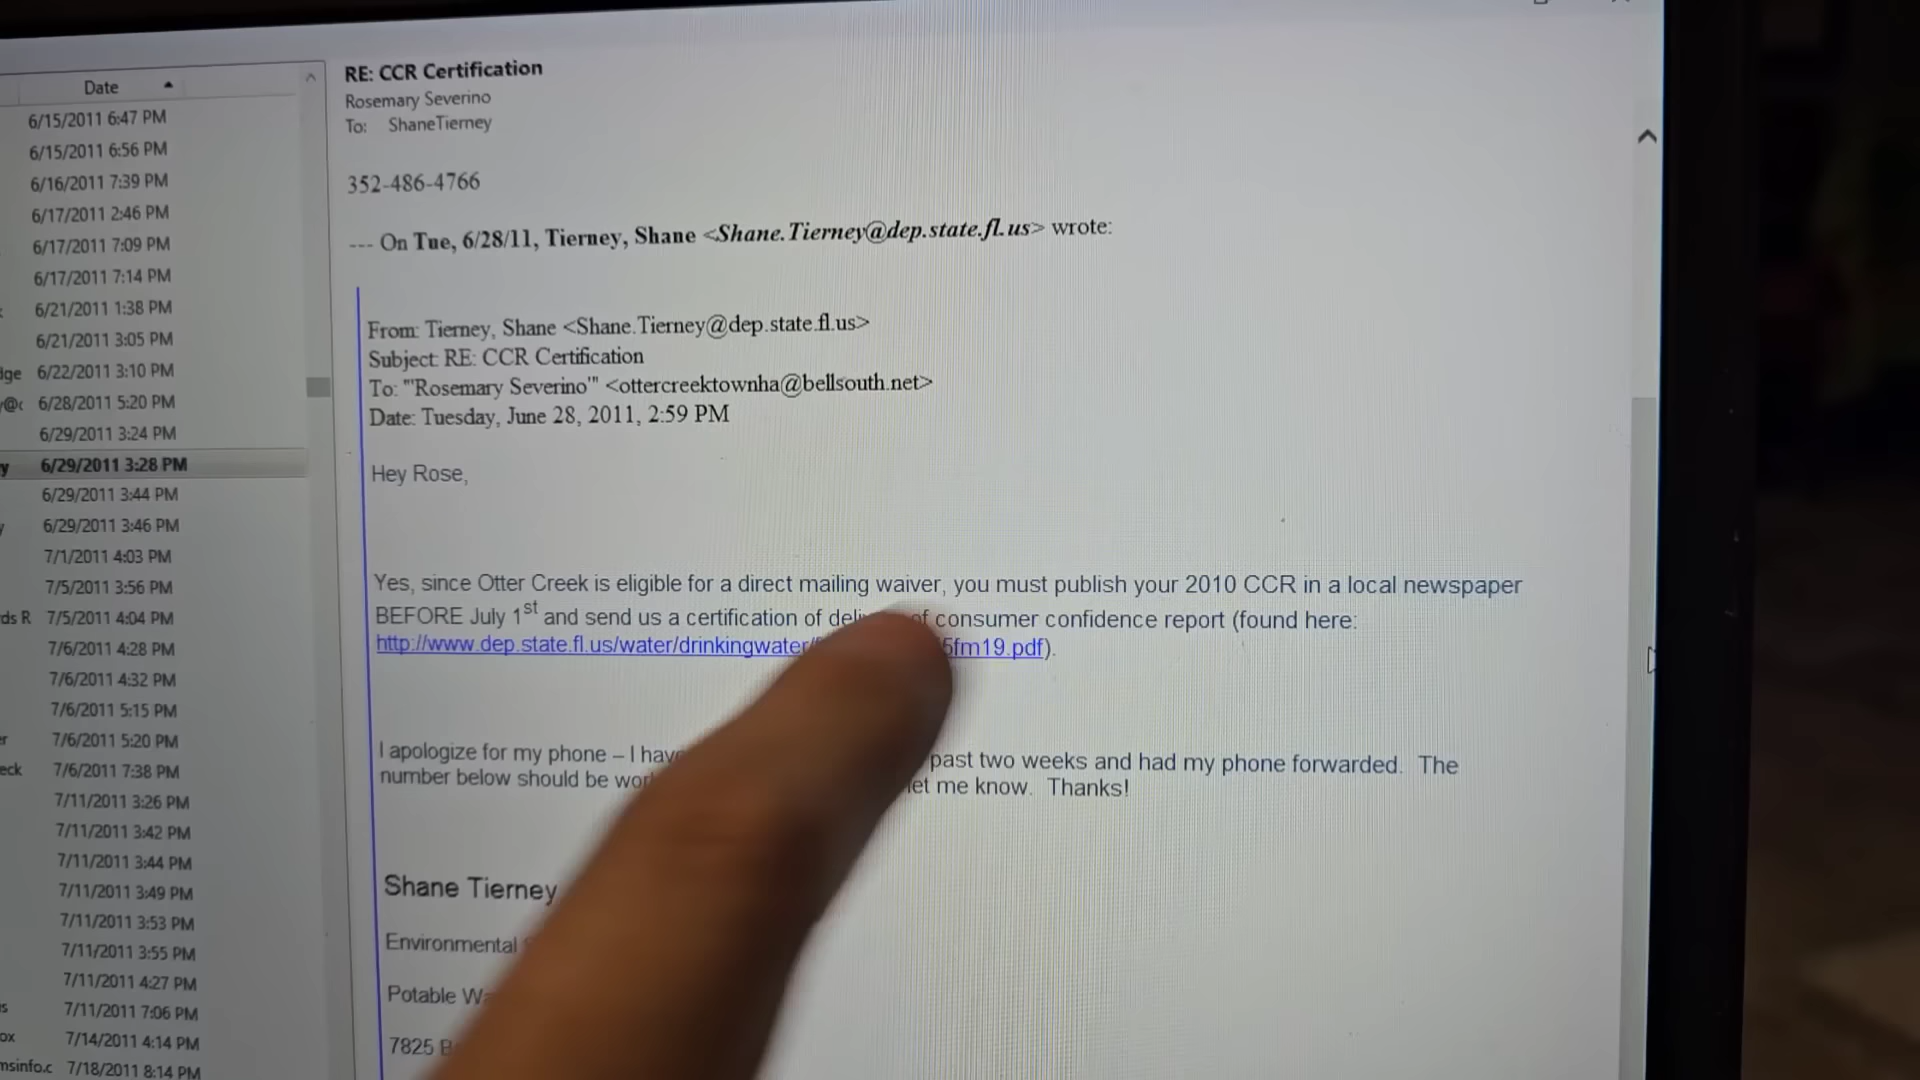 Date
6/15/2011 6:47 PM
6/15/2011 6:56 PM
6/16/2011 7:39 PM
6/17/2011 2:46 PM
6/17/2011 7:09 PM
6/17/2011 7:14 PM
6/21/2011 1:38 PM
6/21/2011 3:05 PM
dge 6/22/2011 3:10 PM
y@c 6/28/2011 5:20 PM
6/29/2011 3:24 PM
y 6/29/2011 3:28 PM
6/29/2011 3:44 PM
y 6/29/2011 3:46 PM
7/1/2011 4:03 PM
7/5/2011 3:56 PM
ds R 7/5/2011 4:04 PM
7/6/2011 4:28 PM
7/6/2011 4:32 PM
7/6/2011 5:15 PM
er 7/6/2011 5:20 PM
eck 7/6/2011 7:38 PM
7/11/2011 3:26 PM
7/11/2011 3:42 PM
7/11/2011 3:44 PM
7/11/2011 3:49 PM
7/11/2011 3:53 PM
7/11/2011 3:55 PM
7/11/2011 4:27 PM
s 7/11/2011 7:06 PM
ox 7/14/2011 4:14 PM
msinfo.c 7/18/2011 8:14 PM
RE: CCR Certification
Rosemary Severino
To: ShaneTierney
352-486-4766
--- On Tue, 6/28/11, Tierney, Shane <Shane.Tierney@dep.state.fl.us> wrote:
From: Tierney, Shane <Shane.Tierney@dep.state.fl.us>
Subject: RE: CCR Certification
To: "'Rosemary Severino'" <ottercreektownha@bellsouth.net>
Date: Tuesday, June 28, 2011, 2:59 PM
Hey Rose,
Yes, since Otter Creek is eligible for a direct mailing waiver, you must publish your 2010 CCR in a local newspaper
BEFORE July 1st and send us a certification of of consumer confidence report (found here:
http://www.dep.state.fl.us/water/drinkingwater/ 5fm19.pdf).
I apologize for my phone – I have past two weeks and had my phone forwarded. The
number below should be let me know. Thanks!
Shane Tierney
Environmental
Potable
7825